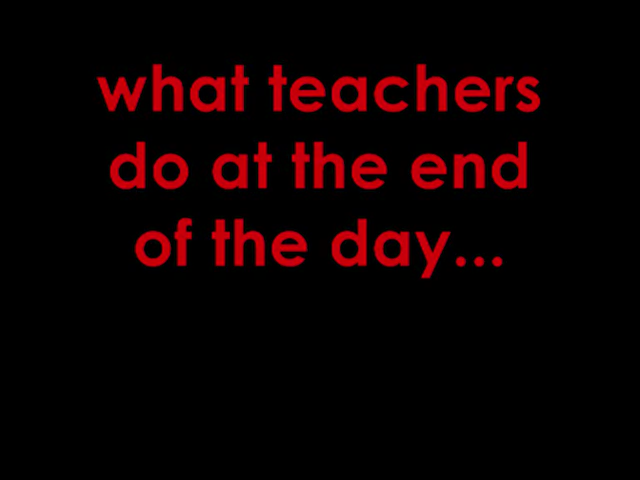 what teachers
do at the end
of the day...